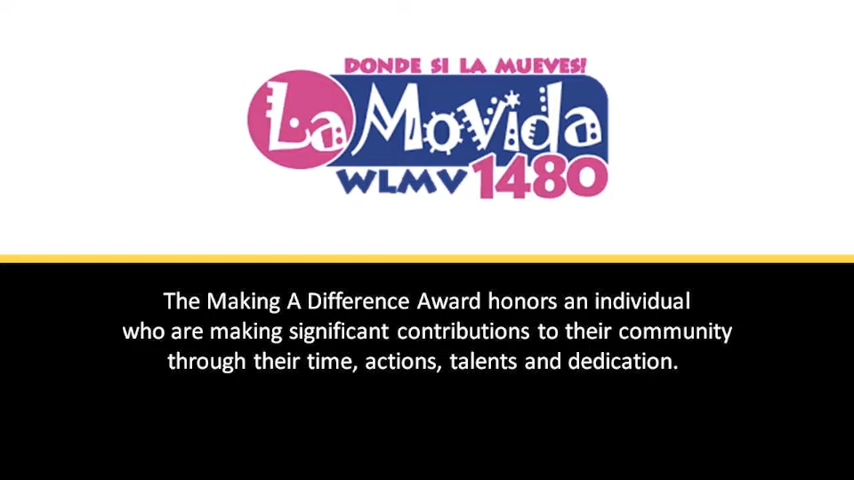 DONDE SI LA MUEVES!
La Movida
WLMV 1480
The Making A Difference Award honors an individual
who are making significant contributions to their community
through their time, actions, talents and dedication.